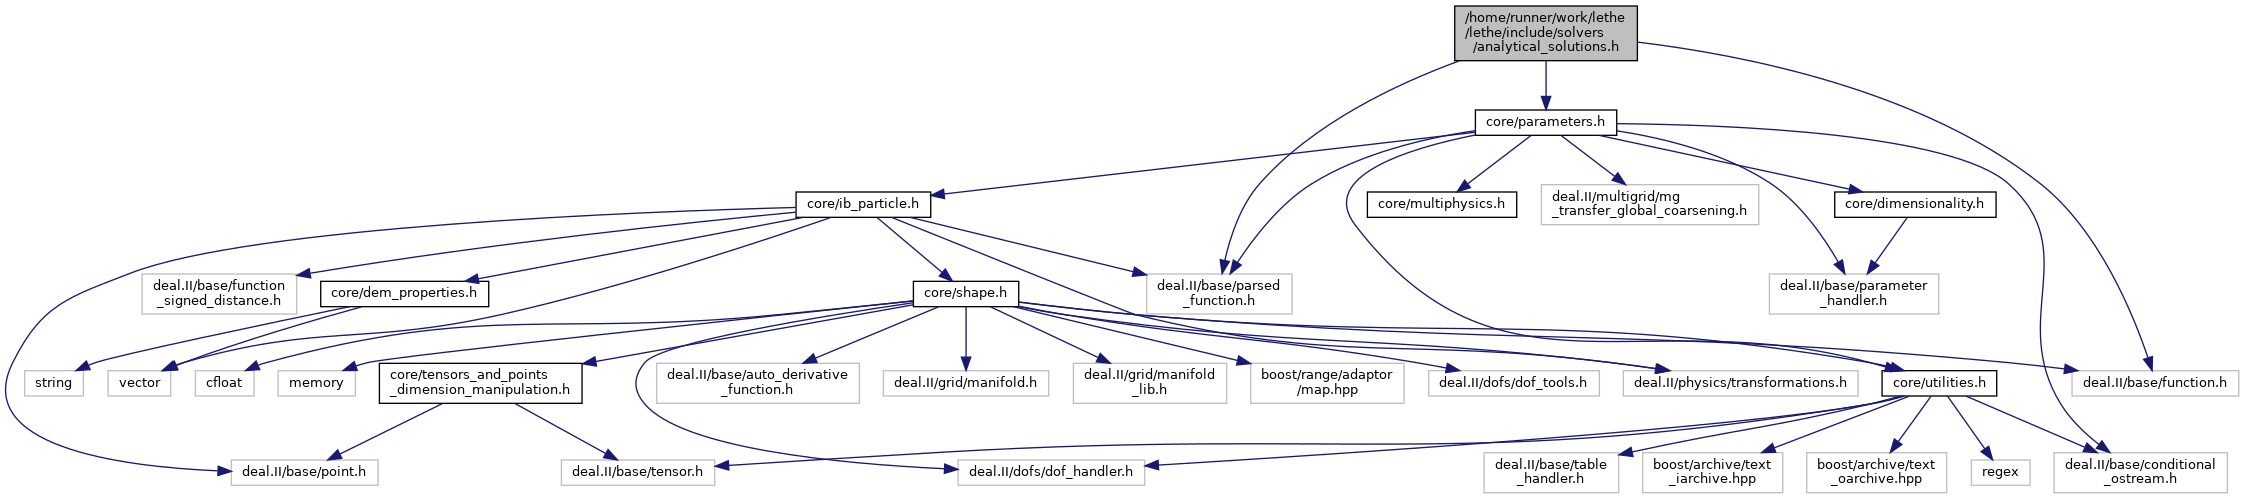 /home/runner/work/lethe
/lethe/include/solvers
/analytical_solutions.h
core/parameters.h
core/ib_particle.h
core/multiphysics.h
deal.II/multigrid/mg
_transfer_global_coarsening.h
core/dimensionality.h
deal.II/base/function
_signed_distance.h
core/dem_properties.h
core/shape.h
deal.II/base/parsed
_function.h
deal.II/base/parameter
_handler.h
string
vector
cfloat
memory
core/tensors_and_points
_dimension_manipulation.h
deal.II/base/auto_derivative
_function.h
deal.II/grid/manifold.h
deal.II/grid/manifold
_lib.h
boost/range/adaptor
/map.hpp
deal.II/dofs/dof_tools.h
deal.II/physics/transformations.h
core/utilities.h
deal.II/base/function.h
deal.II/base/point.h
deal.II/base/tensor.h
deal.II/dofs/dof_handler.h
deal.II/base/table
_handler.h
boost/archive/text
_iarchive.hpp
boost/archive/text
_oarchive.hpp
regex
deal.II/base/conditional
_ostream.h